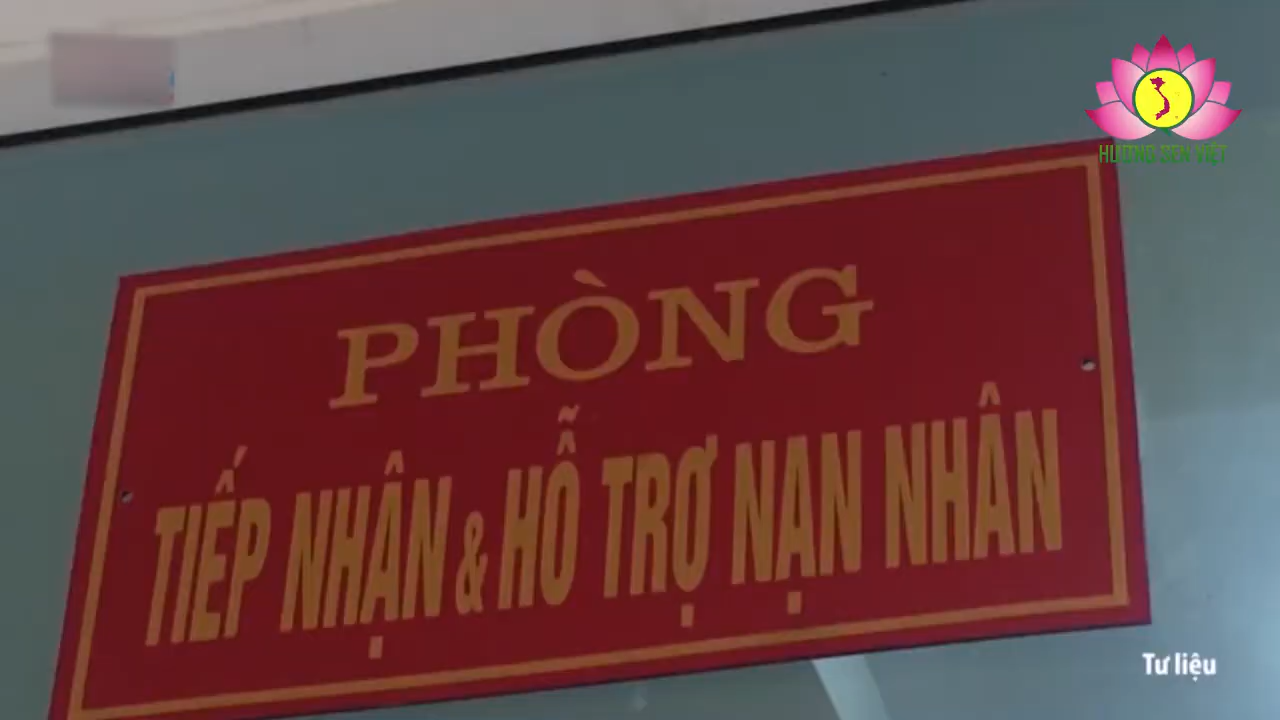 HƯƠNG SEN VIỆT
PHÒNG
TIẾP NHẬN & HỖ TRỢ NẠN NHÂN
Tư liệu